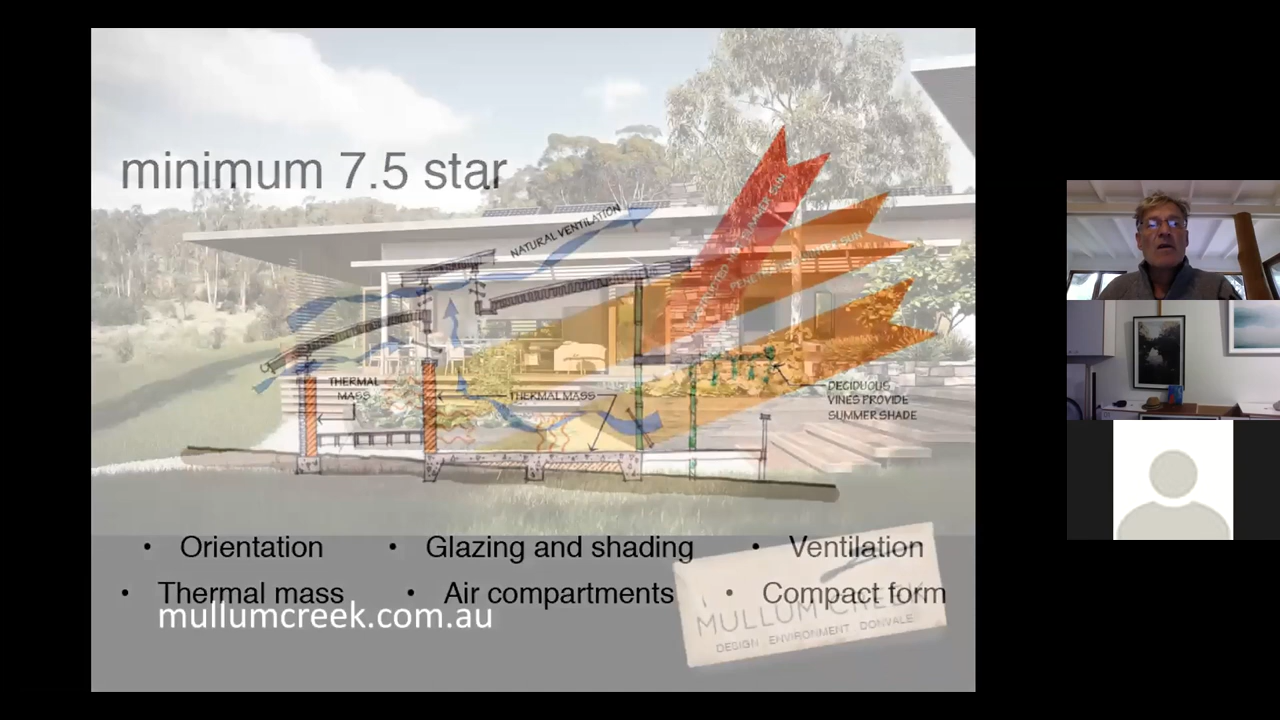 minimum 7.5 star
NATURAL VENTILATION
THERMAL
MASS
THERMAL MASS
DECIDUOUS
VINES PROVIDE
SUMMER SHADE
• Orientation • Glazing and shading • Ventilation
• Thermal mass • Air compartments • Compact form
mullumcreek.com.au
MULLUM CREEK
DESIGN ENVIRONMENT DONVALE